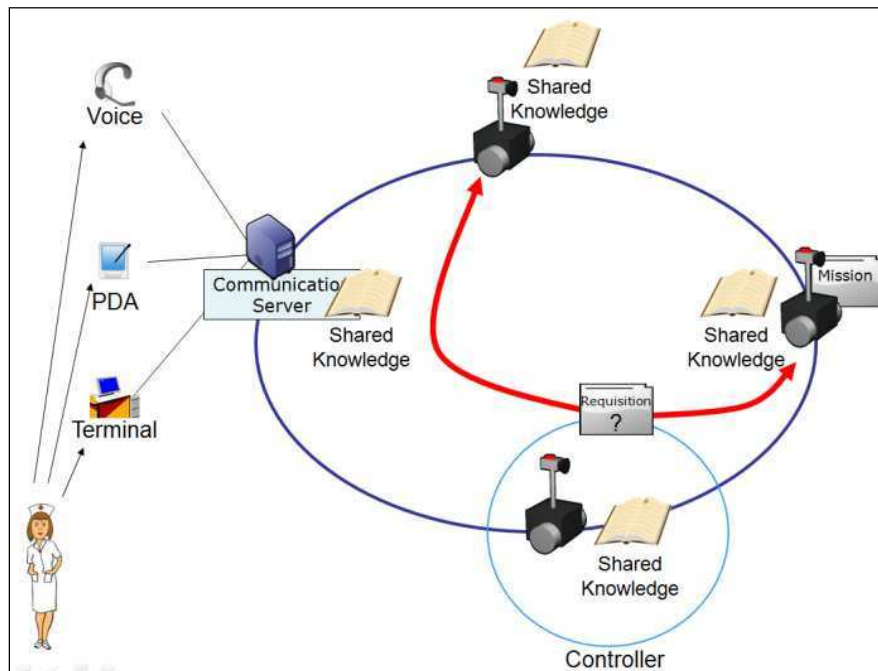 Voice
PDA
Terminal
Communicatio
Server
Shared
Knowledge
Shared
Knowledge
Shared
Knowledge
Mission
Requisition
?
Shared
Knowledge
Controller